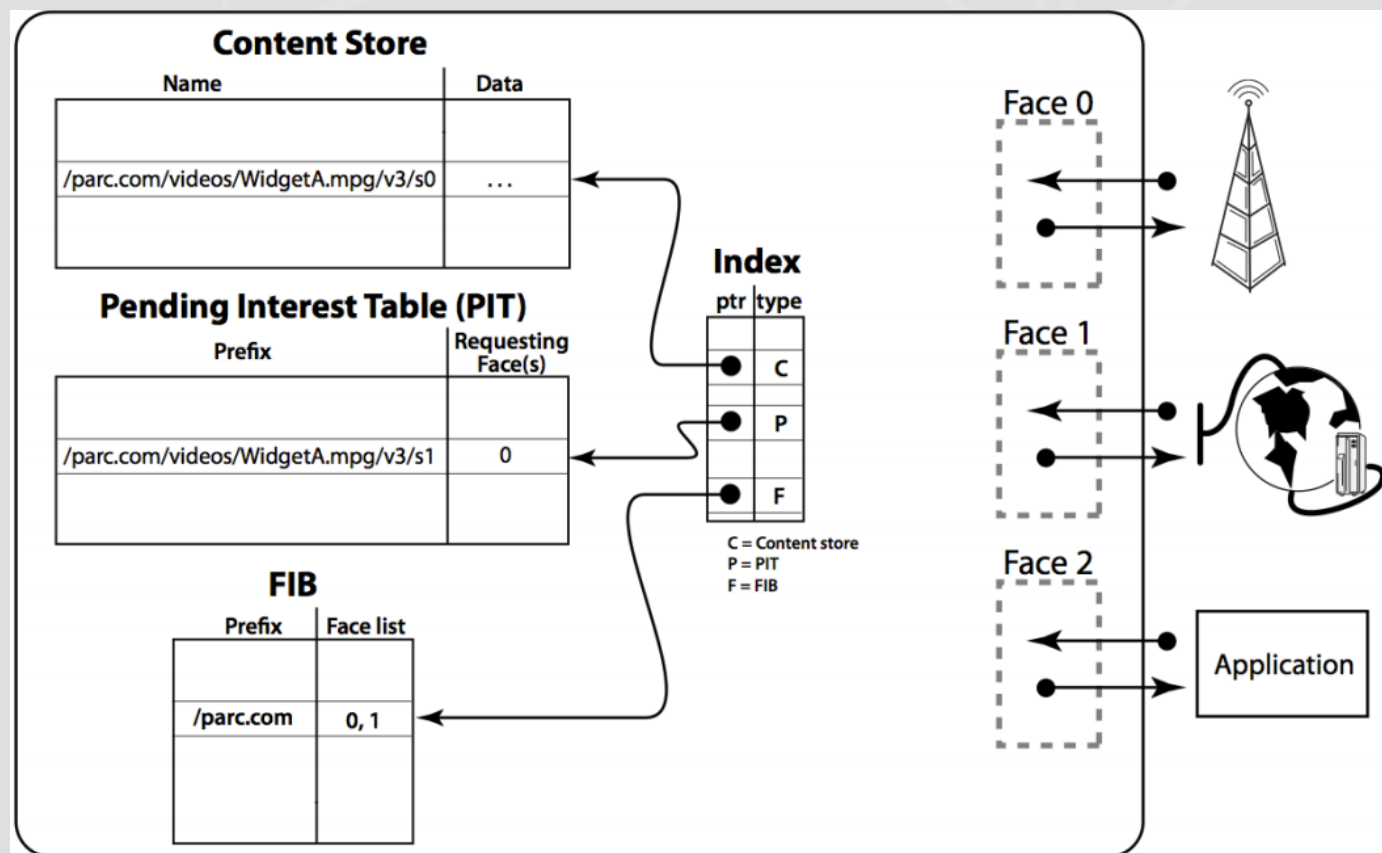 Content Store
Name Data
/parc.com/videos/WidgetA.mpg/v3/s0 ...
Pending Interest Table (PIT)
Prefix Requesting Face(s)
/parc.com/videos/WidgetA.mpg/v3/s1 0
FIB
Prefix Face list
/parc.com 0, 1
Index
ptr type
C
P
F
C = Content store
P = PIT
F = FIB
Face 0
Face 1
Face 2
Application